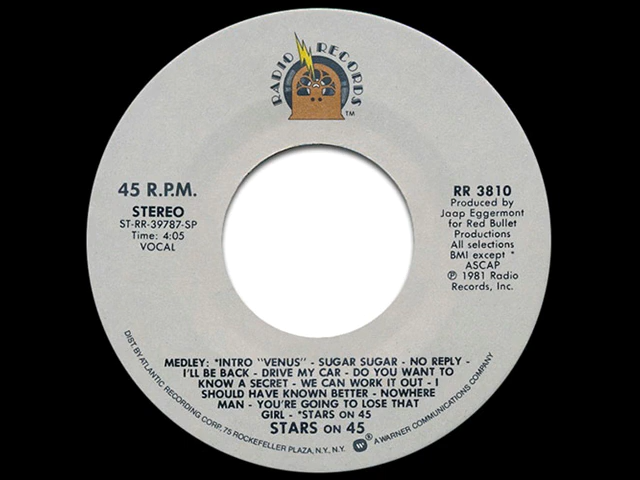 RADIO RECORDS
TM
45 R.P.M.
STEREO
ST-RR-39787-SP
Time: 4:05
VOCAL
RR 3810
Produced by
Jaap Eggermont
for Red Bullet
Productions
All selections
BMI except *
ASCAP
Ⓟ 1981 Radio
Records, Inc.
MEDLEY: *INTRO "VENUS" - SUGAR SUGAR - NO REPLY -
I'LL BE BACK - DRIVE MY CAR - DO YOU WANT TO
KNOW A SECRET - WE CAN WORK IT OUT - I
SHOULD HAVE KNOWN BETTER - NOWHERE
MAN - YOU'RE GOING TO LOSE THAT
GIRL - *STARS ON 45
STARS ON 45
DIST. BY ATLANTIC RECORDING CORP. 75 ROCKEFELLER PLAZA, N.Y., N.Y. W® A WARNER COMMUNICATIONS COMPANY